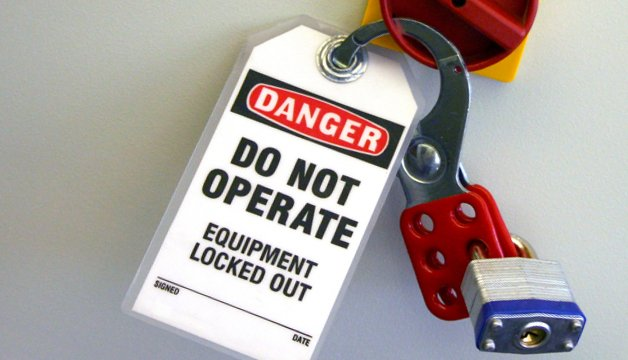 DANGER
DO NOT
OPERATE
EQUIPMENT
LOCKED OUT
SIGNED
DATE